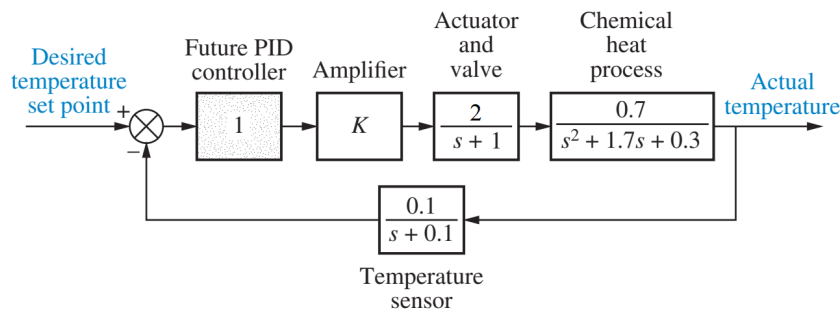 Desired
temperature
set point
+
−
Future PID
controller
1
Amplifier
K
Actuator
and
valve
2
s + 1
Chemical
heat
process
0.7
s² + 1.7s + 0.3
Actual
temperature
0.1
s + 0.1
Temperature
sensor